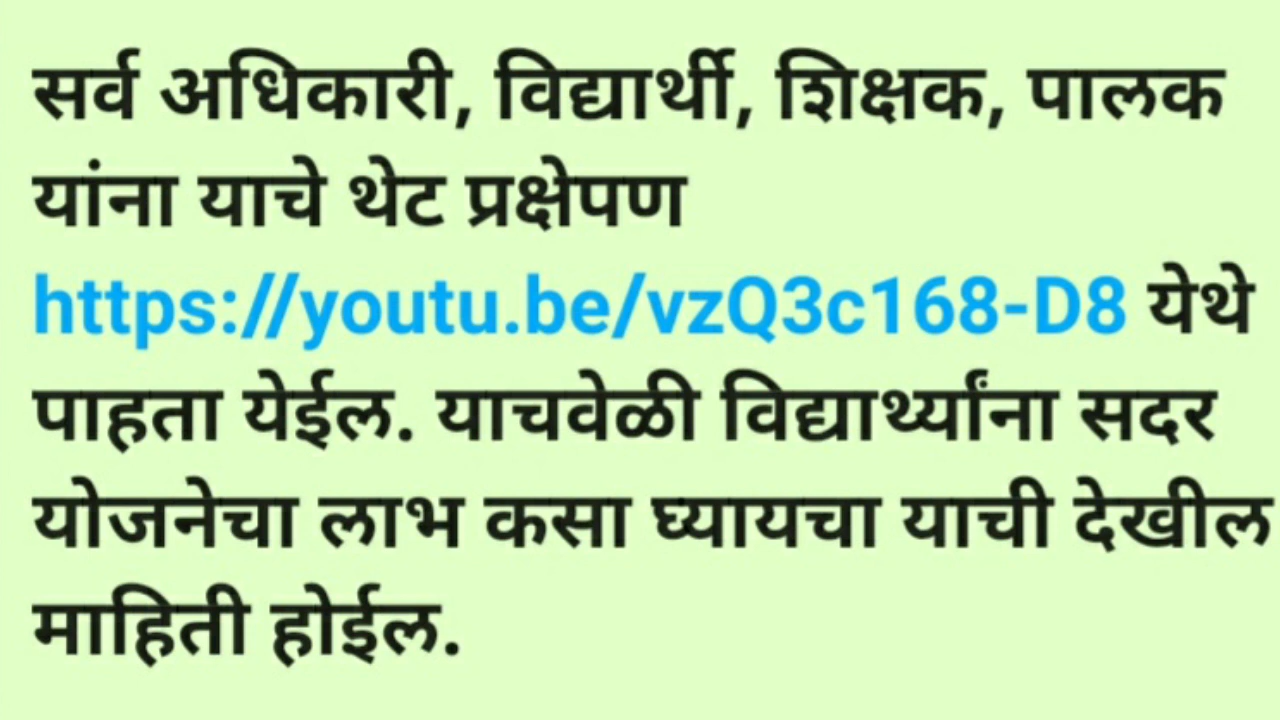 सर्व अधिकारी, विद्यार्थी, शिक्षक, पालक
यांना याचे थेट प्रक्षेपण
https://youtu.be/vzQ3c168-D8 येथे
पाहता येईल. याचवेळी विद्यार्थ्यांना सदर
योजनेचा लाभ कसा घ्यायचा याची देखील
माहिती होईल.